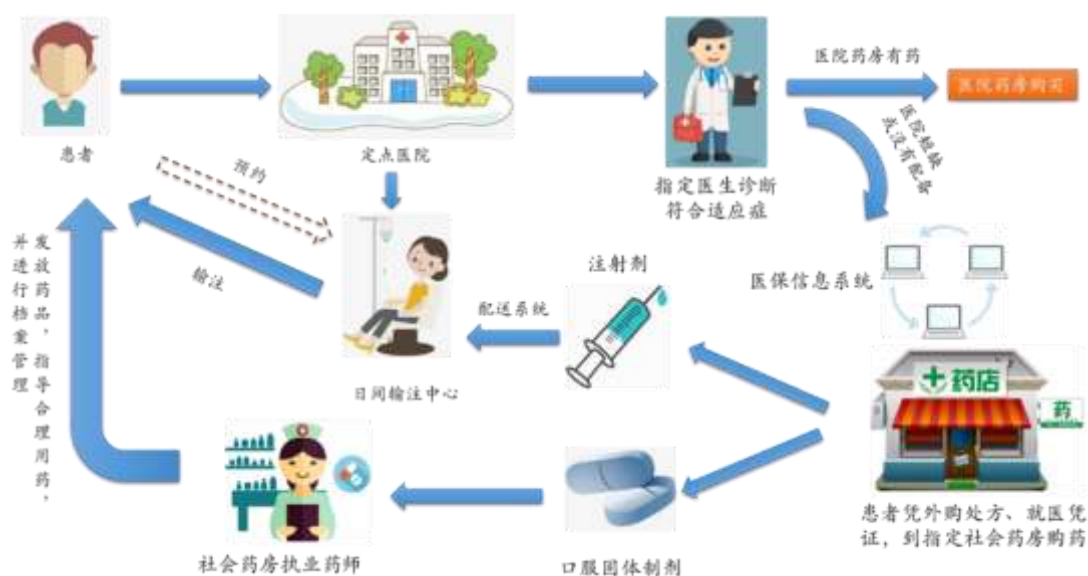 患者
定点医院
指定医生诊断
符合适应症
医院药房有药
医院药房购买
医院短缺
或没有配备
医保信息系统
药店
药
患者凭外购处方、就医凭
证，到指定社会药房购药
注射剂
配送系统
日间输注中心
预约
输注
口服固体制剂
社会药房执业药师
发放药品，指导合理用药，
并进行档案管理